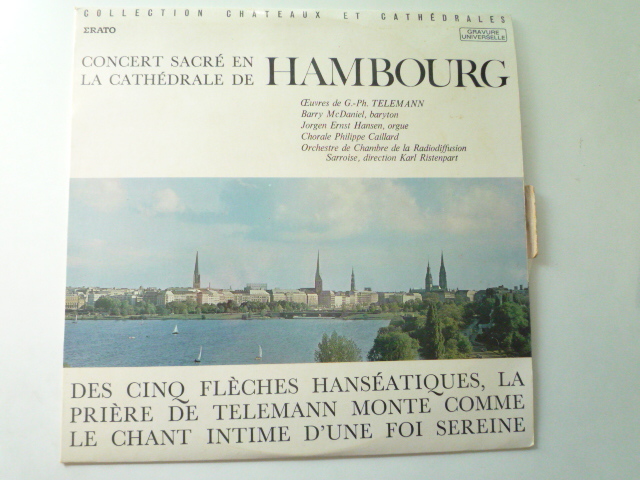 COLLECTION CHATEAUX ET CATHÉDRALES
ERATO
GRAVURE
UNIVERSELLE
CONCERT SACRÉ EN
LA CATHÉDRALE DE HAMBOURG
Œuvres de G.-Ph. TELEMANN
Barry McDaniel, baryton
Jorgen Ernst Hansen, orgue
Chorale Philippe Caillard
Orchestre de Chambre de la Radiodiffusion
Sarroise, direction Karl Ristenpart
DES CINQ FLÈCHES HANSÉATIQUES, LA
PRIÈRE DE TELEMANN MONTE COMME
LE CHANT INTIME D'UNE FOI SEREINE